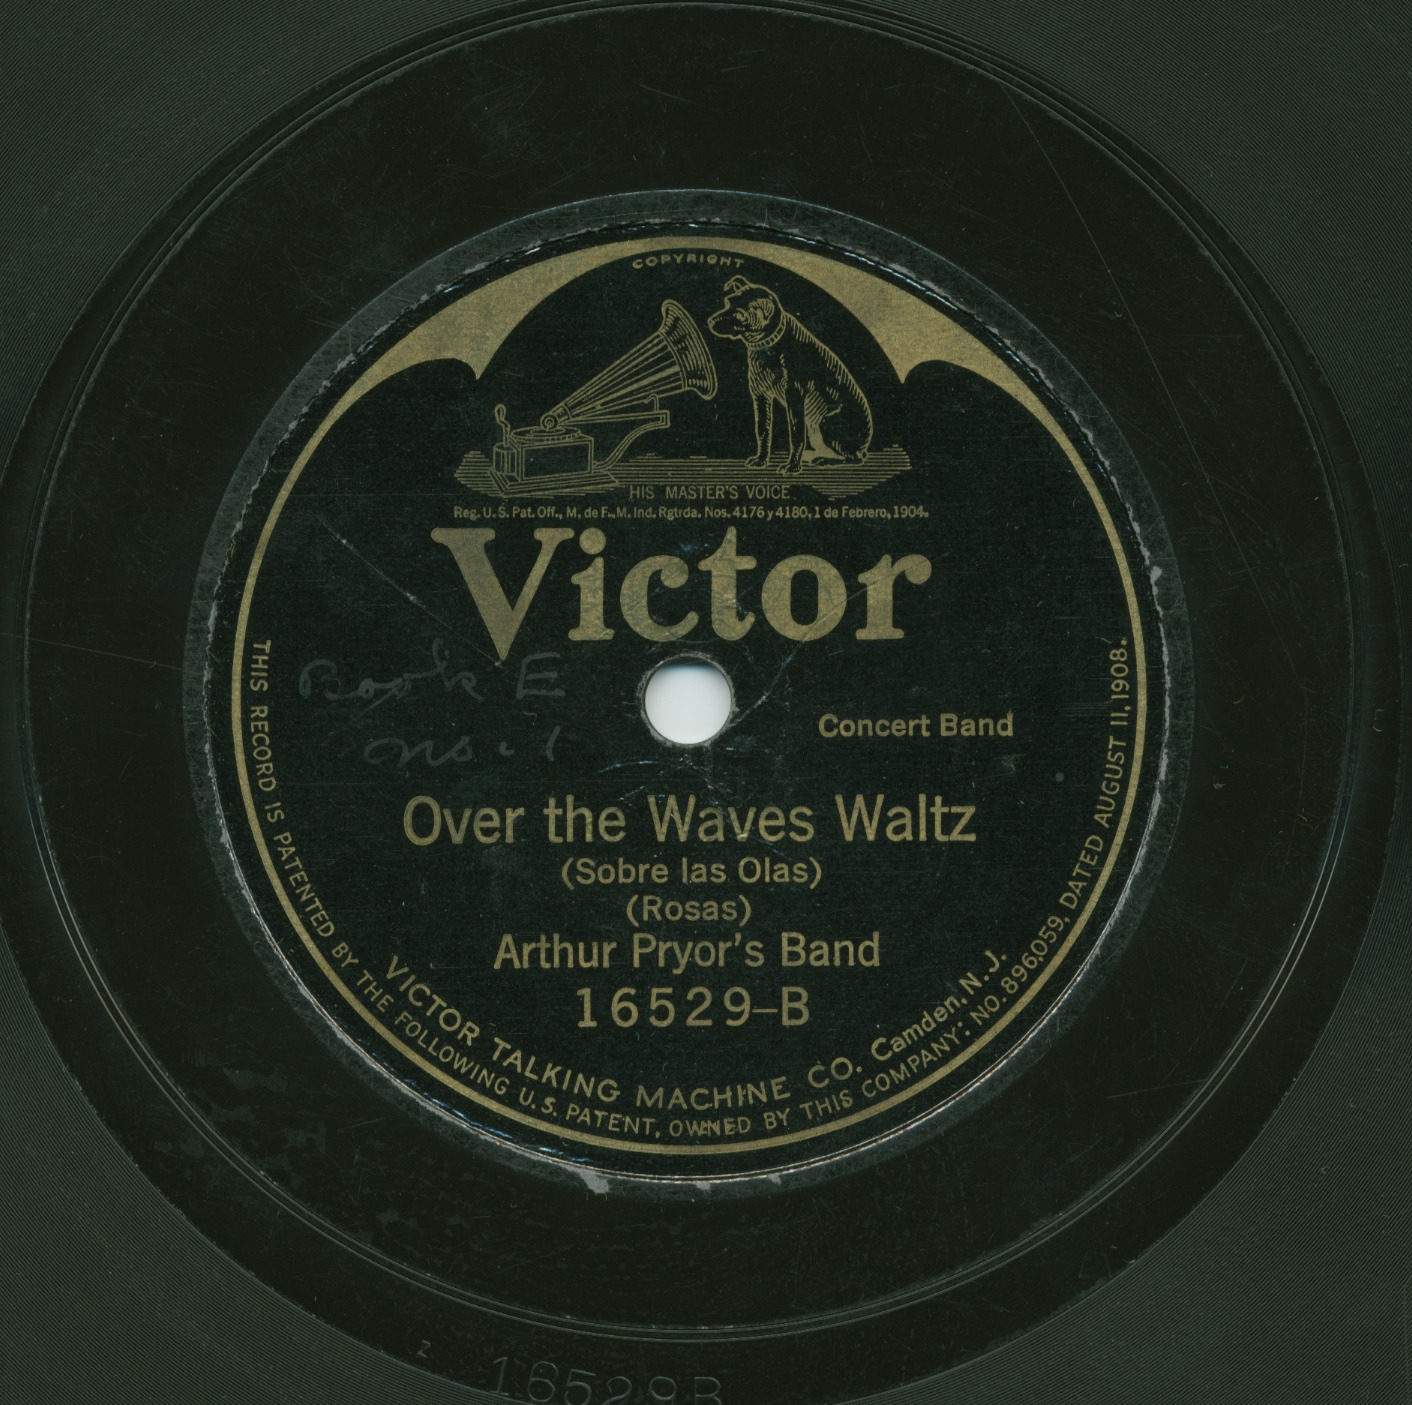 COPYRIGHT
HIS MASTER'S VOICE
Reg. U.S. Pat. Off., M. de F., M. Ind. Rgtrda. Nos. 4176 y 4180, 1 de Febrero, 1904.
Victor
Book E
no. 1
Concert Band
Over the Waves Waltz
(Sobre las Olas)
(Rosas)
Arthur Pryor's Band
16529-B
VICTOR TALKING MACHINE CO. Camden, N.J.
THIS RECORD IS PATENTED BY THE FOLLOWING U.S. PATENT, OWNED BY THIS COMPANY: NO. 896,059, DATED AUGUST 11, 1908.
z 16529B